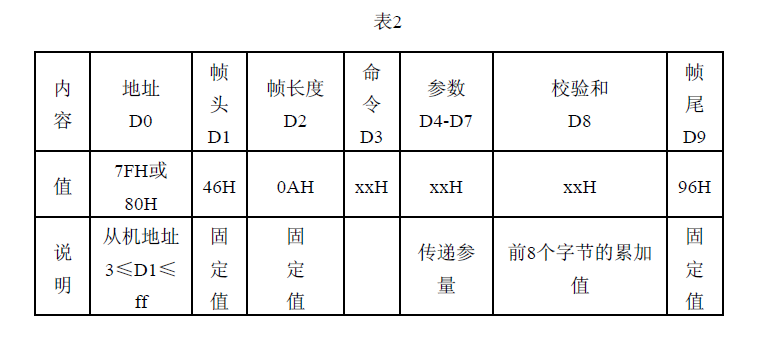 表2
内容
地址 D0
帧头 D1
帧长度 D2
命令 D3
参数 D4-D7
校验和 D8
帧尾 D9
值
7FH或 80H
46H
0AH
xxH
xxH
xxH
96H
说明
从机地址 3≤D1≤ ff
固定值
固定值
传递参量
前8个字节的累加值
固定值